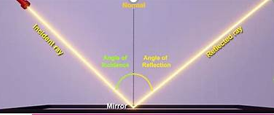 Normal
Incident ray
Reflected ray
Angle of
Incidence
Angle of
Reflection
Mirror